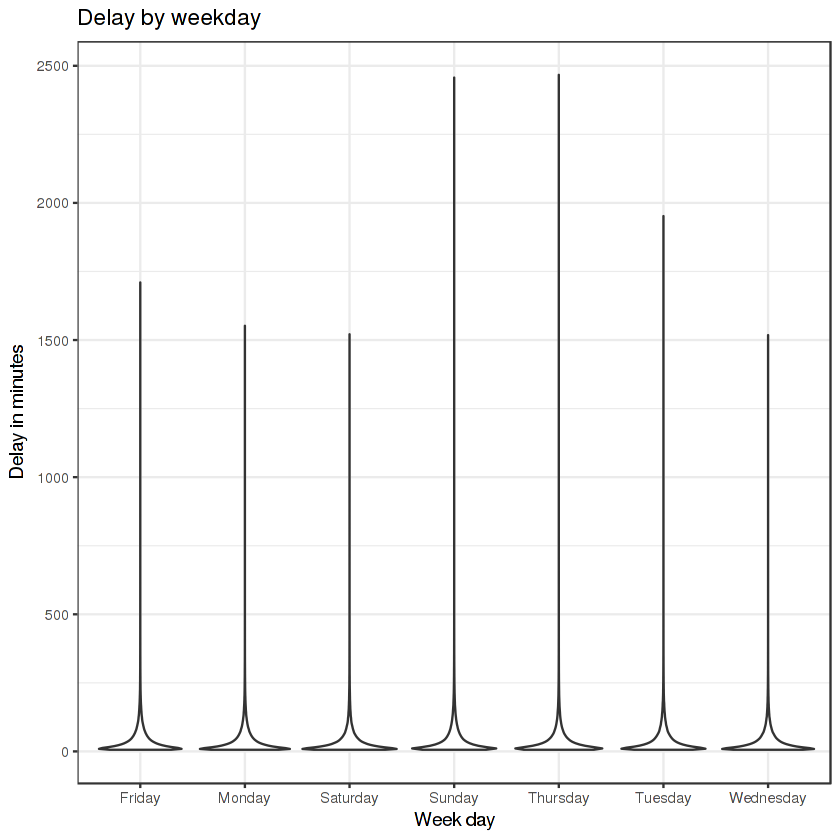 Delay by weekday
2500
2000
1500
1000
500
0
Delay in minutes
Friday Monday Saturday Sunday Thursday Tuesday Wednesday
Week day